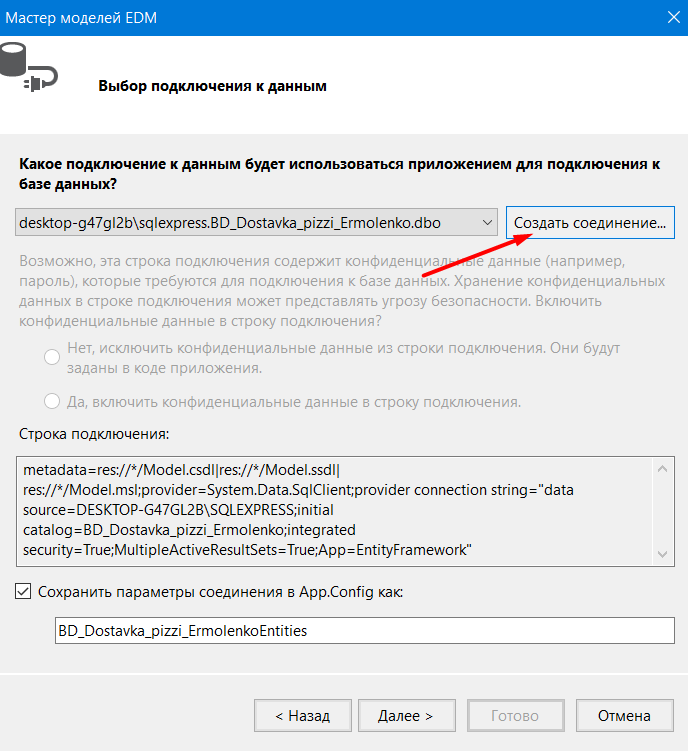 Мастер моделей EDM
Выбор подключения к данным
Какое подключение к данным будет использоваться приложением для подключения к
базе данных?
desktop-g47gl2b\sqlexpress.BD_Dostavka_pizzi_Ermolenko.dbo
Создать соединение...
Возможно, эта строка подключения содержит конфиденциальные данные (например,
пароль), которые требуются для подключения к базе данных. Хранение конфиденциальных
данных в строке подключения может представлять угрозу безопасности. Включить
конфиденциальные данные в строку подключения?
Нет, исключить конфиденциальные данные из строки подключения. Они будут
заданы в коде приложения.
Да, включить конфиденциальные данные в строку подключения.
Строка подключения:
metadata=res://*/Model.csdl|res://*/Model.ssdl|
res://*/Model.msl;provider=System.Data.SqlClient;provider connection string="data
source=DESKTOP-G47GL2B\SQLEXPRESS;initial
catalog=BD_Dostavka_pizzi_Ermolenko;integrated
security=True;MultipleActiveResultSets=True;App=EntityFramework"
Сохранить параметры соединения в App.Config как:
BD_Dostavka_pizzi_ErmolenkoEntities
< Назад
Далее >
Готово
Отмена